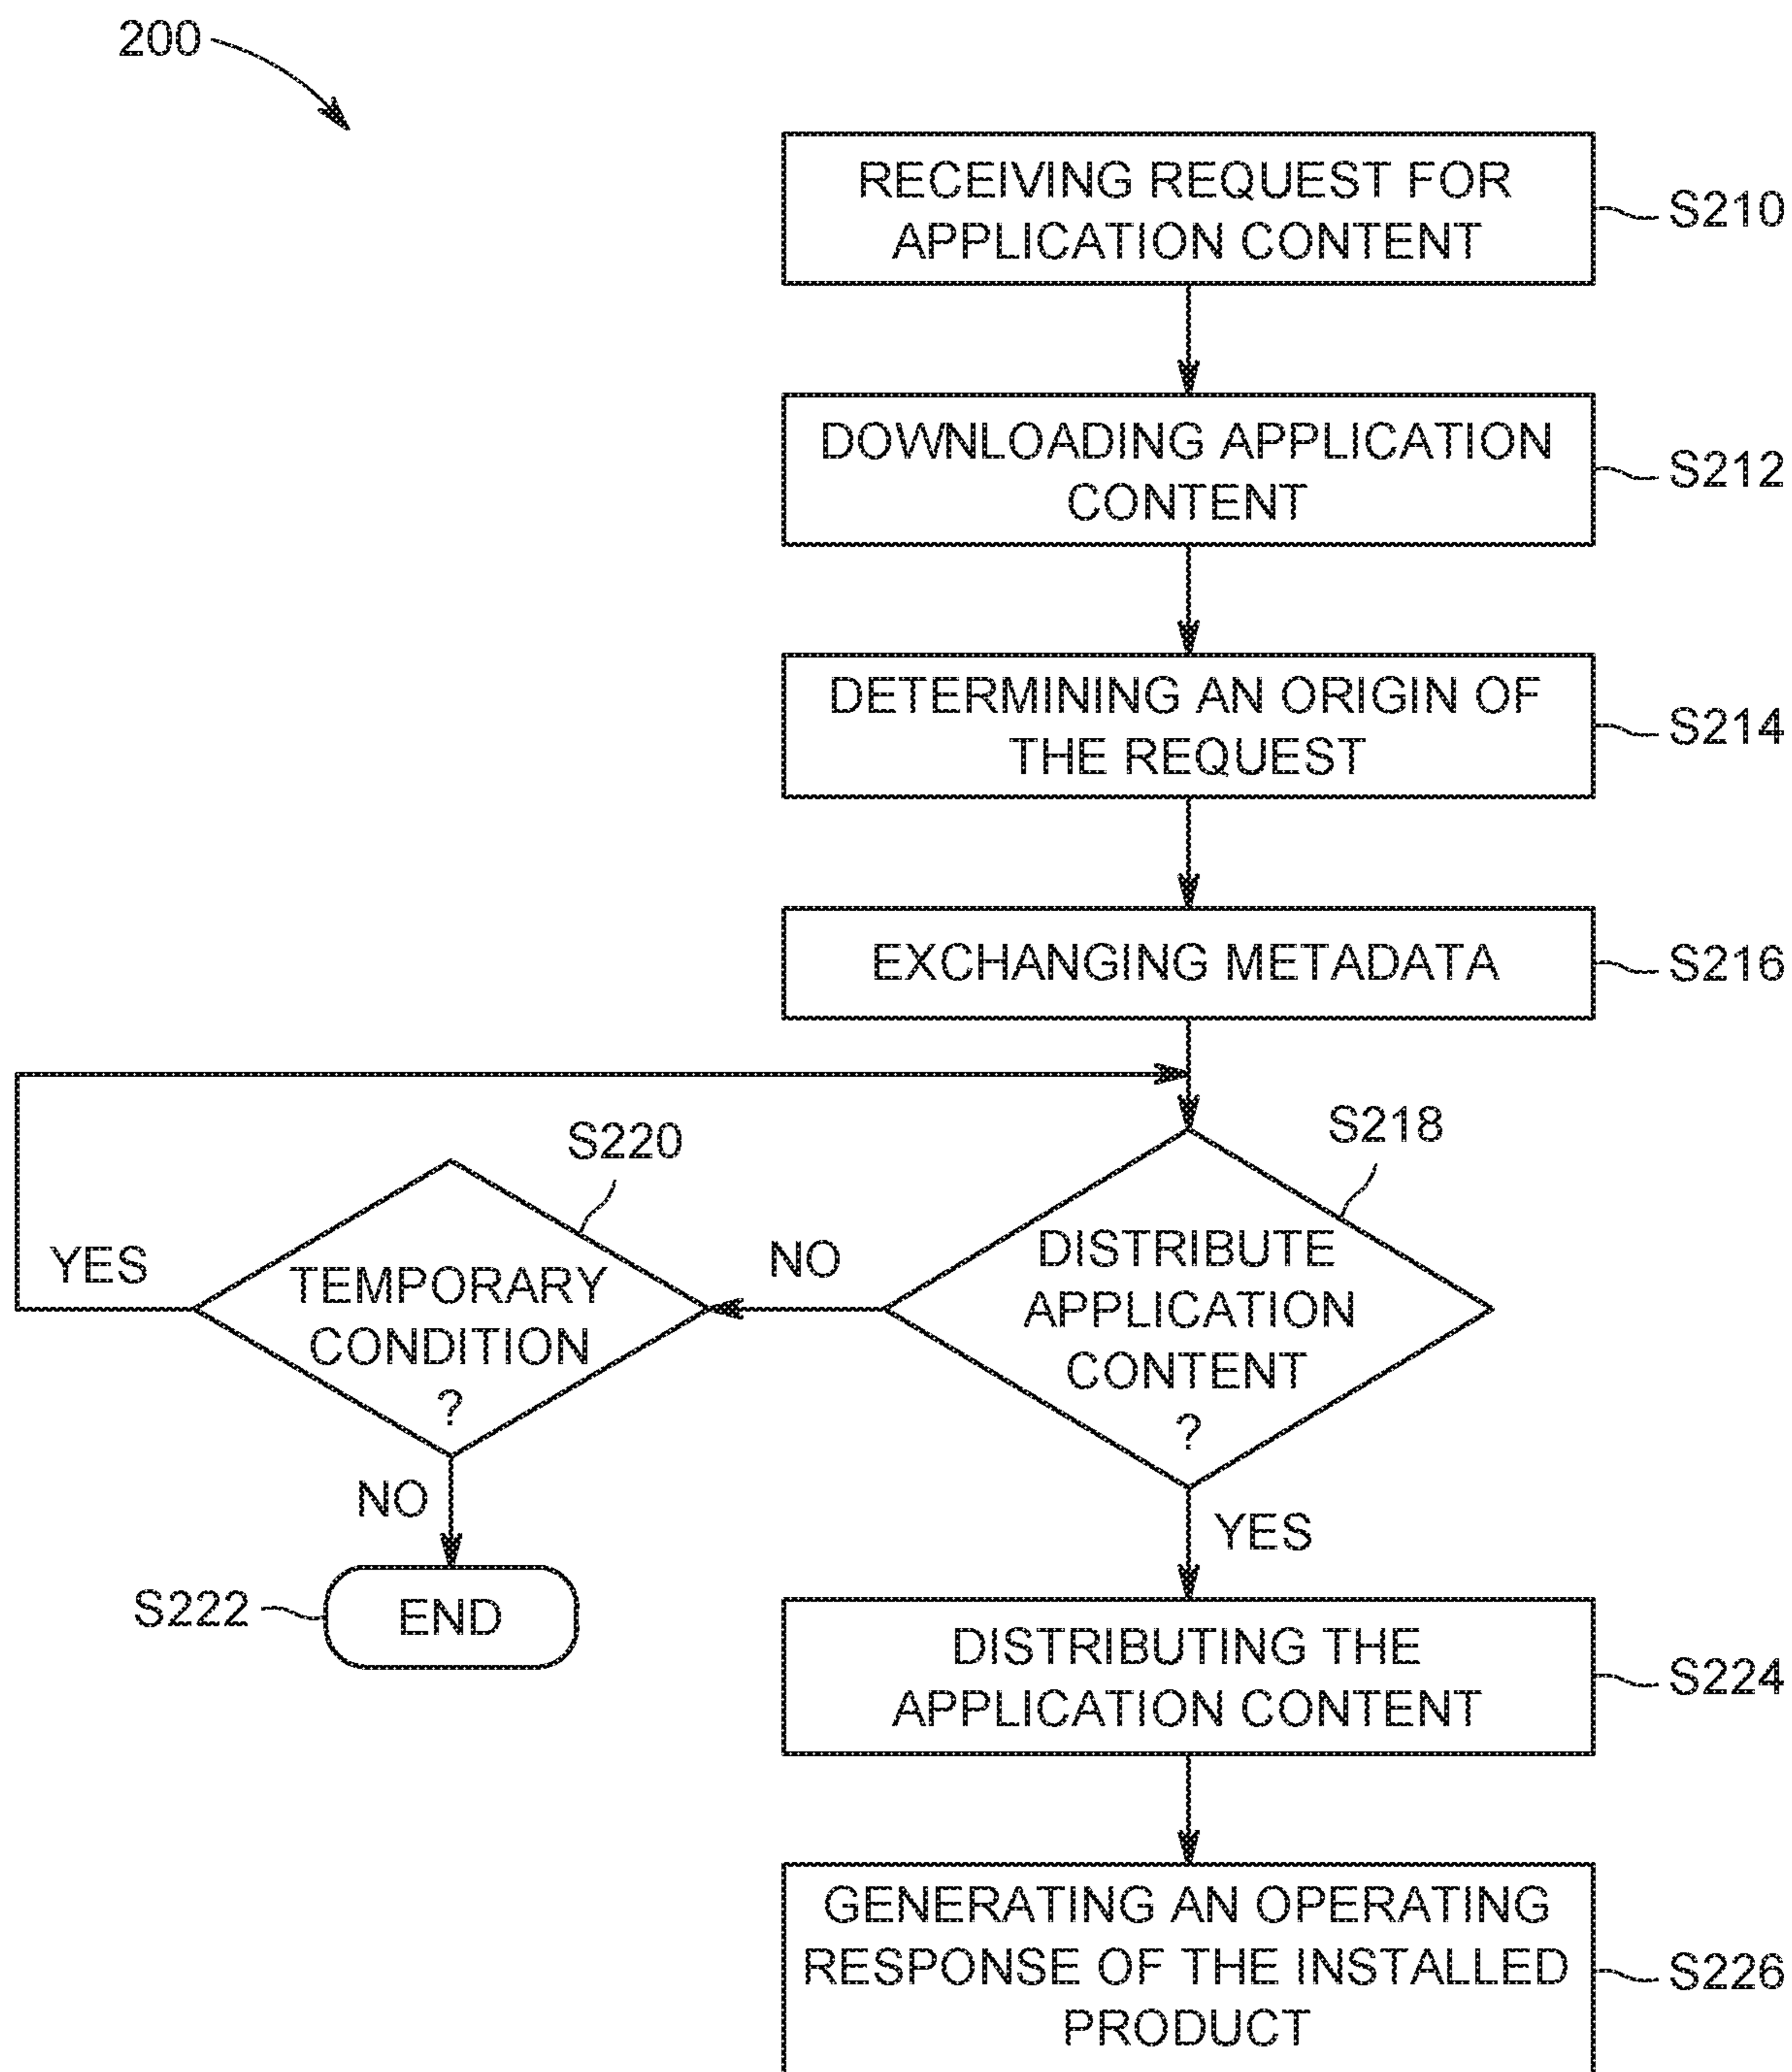 200
RECEIVING REQUEST FOR
APPLICATION CONTENT
S210
DOWNLOADING APPLICATION
CONTENT
S212
DETERMINING AN ORIGIN OF
THE REQUEST
S214
EXCHANGING METADATA
S216
S218
DISTRIBUTE
APPLICATION
CONTENT
?
NO
S220
TEMPORARY
CONDITION
?
YES
NO
S222
END
YES
DISTRIBUTING THE
APPLICATION CONTENT
S224
GENERATING AN OPERATING
RESPONSE OF THE INSTALLED
PRODUCT
S226